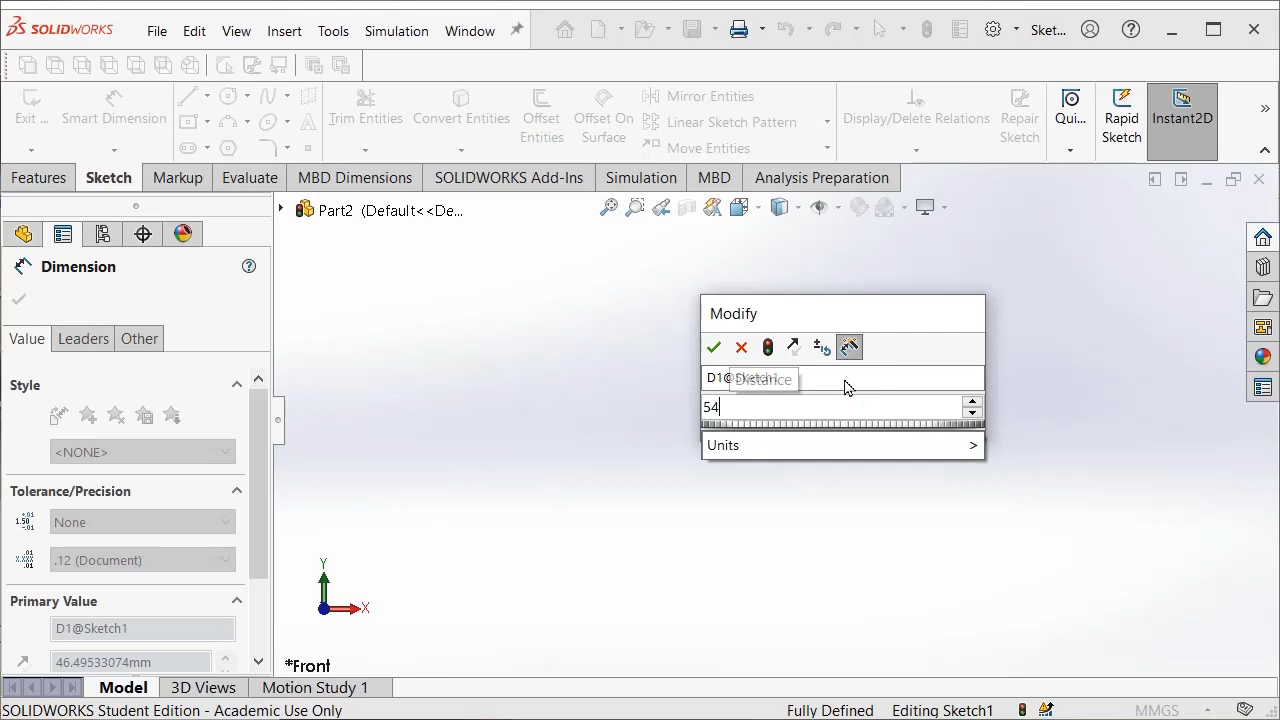 SOLIDWORKS File Edit View Insert Tools Simulation Window Sket...
Exit ... Smart Dimension Trim Entities Convert Entities Offset Entities Offset On Surface Mirror Entities Linear Sketch Pattern Move Entities Display/Delete Relations Repair Sketch Qui... Rapid Sketch Instant2D
Features Sketch Markup Evaluate MBD Dimensions SOLIDWORKS Add-Ins Simulation MBD Analysis Preparation
Part2 (Default<<De...
Dimension
Value Leaders Other
Style
<NONE>
Tolerance/Precision
1.50
None
.12 (Document)
Primary Value
D1@Sketch1
46.49533074mm
Modify
D1@Sketch1
Distance
54
Units >
Y
X
*Front
Model 3D Views Motion Study 1
SOLIDWORKS Student Edition - Academic Use Only Fully Defined Editing Sketch1 MMGS